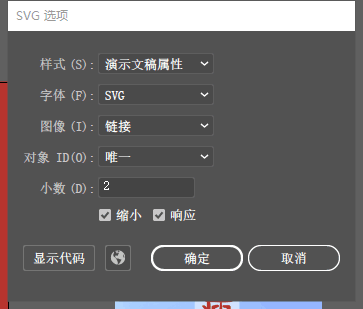 SVG 选项
样式 (S): 演示文稿属性
字体 (F): SVG
图像 (I): 链接
对象 ID(O): 唯一
小数 (D): 2
缩小 响应
显示代码 确定 取消